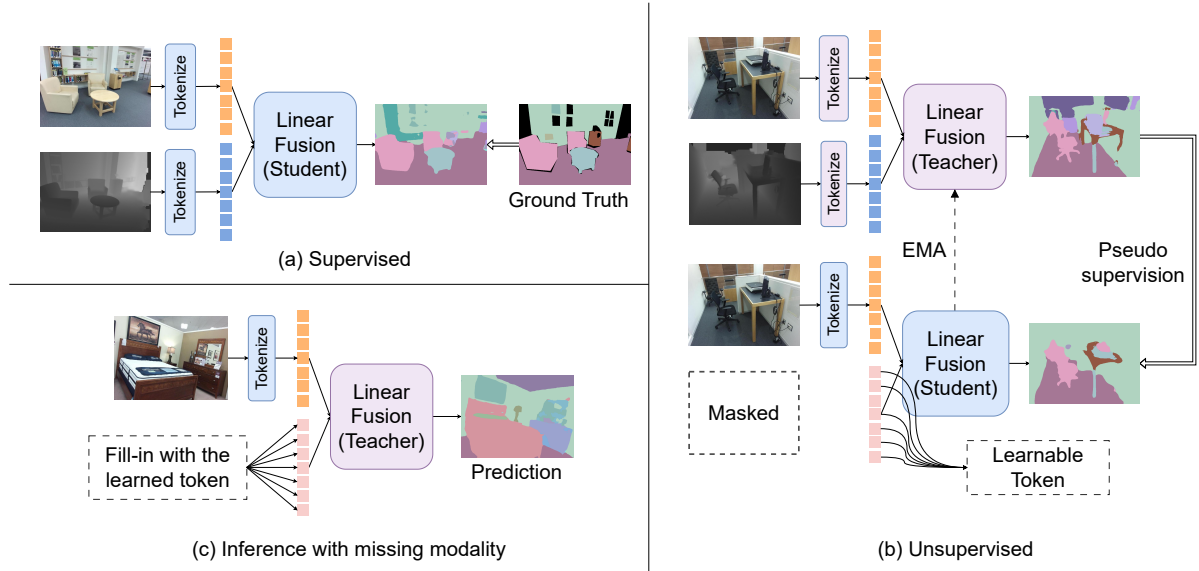 Tokenize
Linear
Fusion
(Student)
Tokenize
Ground Truth
(a) Supervised
Tokenize
Linear
Fusion
(Teacher)
Fill-in with the
learned token
Prediction
(c) Inference with missing modality
Tokenize
Linear
Fusion
(Teacher)
Tokenize
EMA
Pseudo
supervision
Tokenize
Linear
Fusion
(Student)
Masked
Learnable
Token
(b) Unsupervised